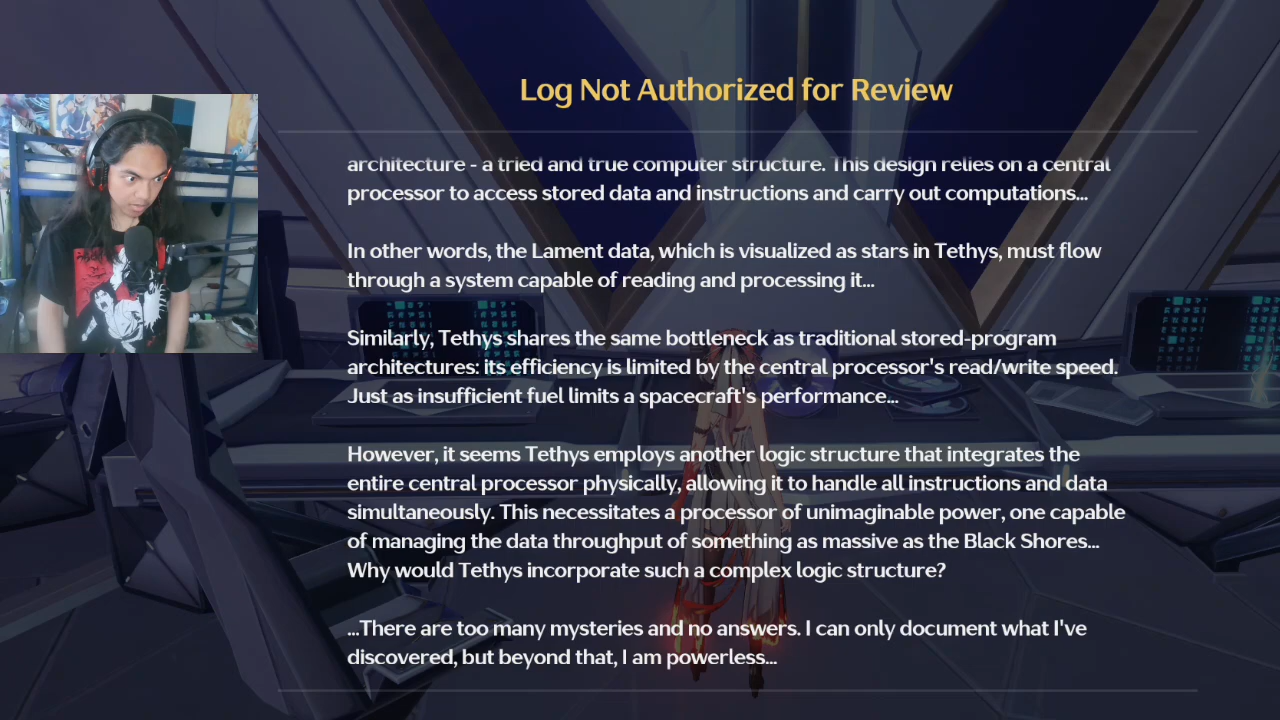 Log Not Authorized for Review
architecture - a tried and true computer structure. This design relies on a central
processor to access stored data and instructions and carry out computations...
In other words, the Lament data, which is visualized as stars in Tethys, must flow
through a system capable of reading and processing it...
Similarly, Tethys shares the same bottleneck as traditional stored-program
architectures: its efficiency is limited by the central processor's read/write speed.
Just as insufficient fuel limits a spacecraft's performance...
However, it seems Tethys employs another logic structure that integrates the
entire central processor physically, allowing it to handle all instructions and data
simultaneously. This necessitates a processor of unimaginable power, one capable
of managing the data throughput of something as massive as the Black Shores...
Why would Tethys incorporate such a complex logic structure?
...There are too many mysteries and no answers. I can only document what I've
discovered, but beyond that, I am powerless...